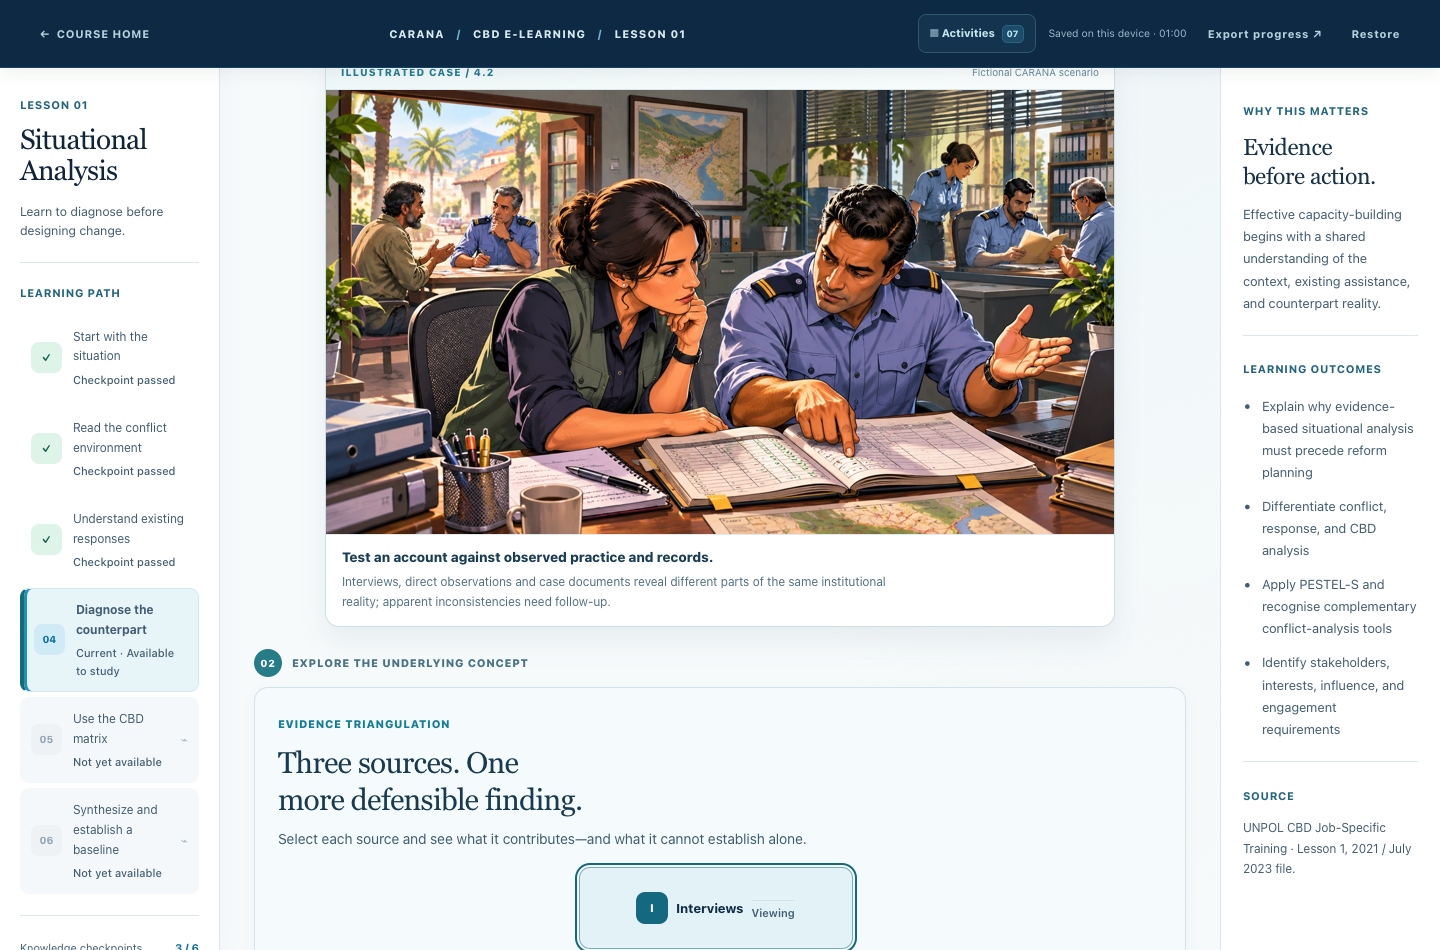 ← COURSE HOME
CARANA / CBD E-LEARNING / LESSON 01
Activities 07
Saved on this device · 01:00
Export progress ↗
Restore
LESSON 01
Situational
Analysis
Learn to diagnose before
designing change.
LEARNING PATH
✓
Start with the
situation
Checkpoint passed
✓
Read the conflict
environment
Checkpoint passed
✓
Understand existing
responses
Checkpoint passed
04
Diagnose the
counterpart
Current · Available
to study
05
Use the CBD
matrix
Not yet available
06
Synthesize and
establish a
baseline
Not yet available
Knowledge checkpoints 3 / 6
ILLUSTRATED CASE / 4.2
Fictional CARANA scenario
Test an account against observed practice and records.
Interviews, direct observations and case documents reveal different parts of the same institutional
reality; apparent inconsistencies need follow-up.
02 EXPLORE THE UNDERLYING CONCEPT
EVIDENCE TRIANGULATION
Three sources. One
more defensible finding.
Select each source and see what it contributes—and what it cannot establish alone.
I Interviews Viewing
WHY THIS MATTERS
Evidence
before action.
Effective capacity-building
begins with a shared
understanding of the
context, existing assistance,
and counterpart reality.
LEARNING OUTCOMES
• Explain why evidence-
based situational analysis
must precede reform
planning
• Differentiate conflict,
response, and CBD
analysis
• Apply PESTEL-S and
recognise complementary
conflict-analysis tools
• Identify stakeholders,
interests, influence, and
engagement
requirements
SOURCE
UNPOL CBD Job-Specific
Training · Lesson 1, 2021 / July
2023 file.